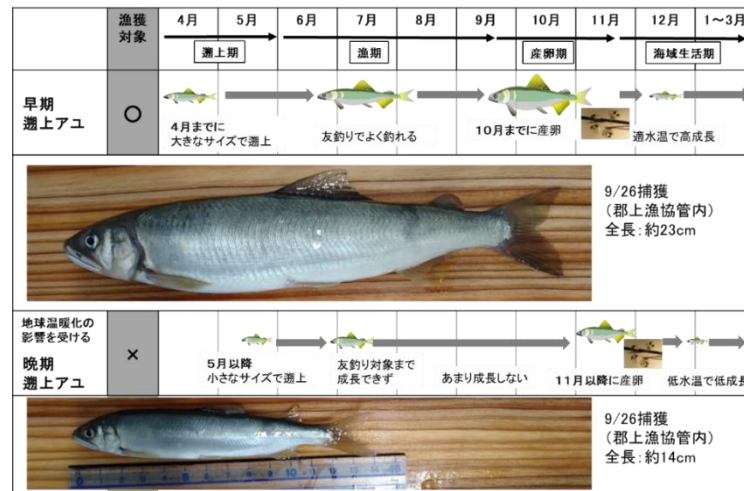 漁獲
対象
4月
5月
6月
7月
8月
9月
10月
11月
12月
1～3月
遡上期
漁期
産卵期
海域生活期
早期
遡上アユ
○
4月までに
大きなサイズで遡上
友釣りでよく釣れる
10月までに産卵
適水温で高成長
9/26捕獲
（郡上漁協管内）
全長：約23cm
地球温暖化の
影響を受ける
晩期
遡上アユ
×
5月以降
小さなサイズで遡上
友釣り対象まで
成長できず
あまり成長しない
11月以降に産卵
低水温で低成長
9/26捕獲
（郡上漁協管内）
全長：約14cm